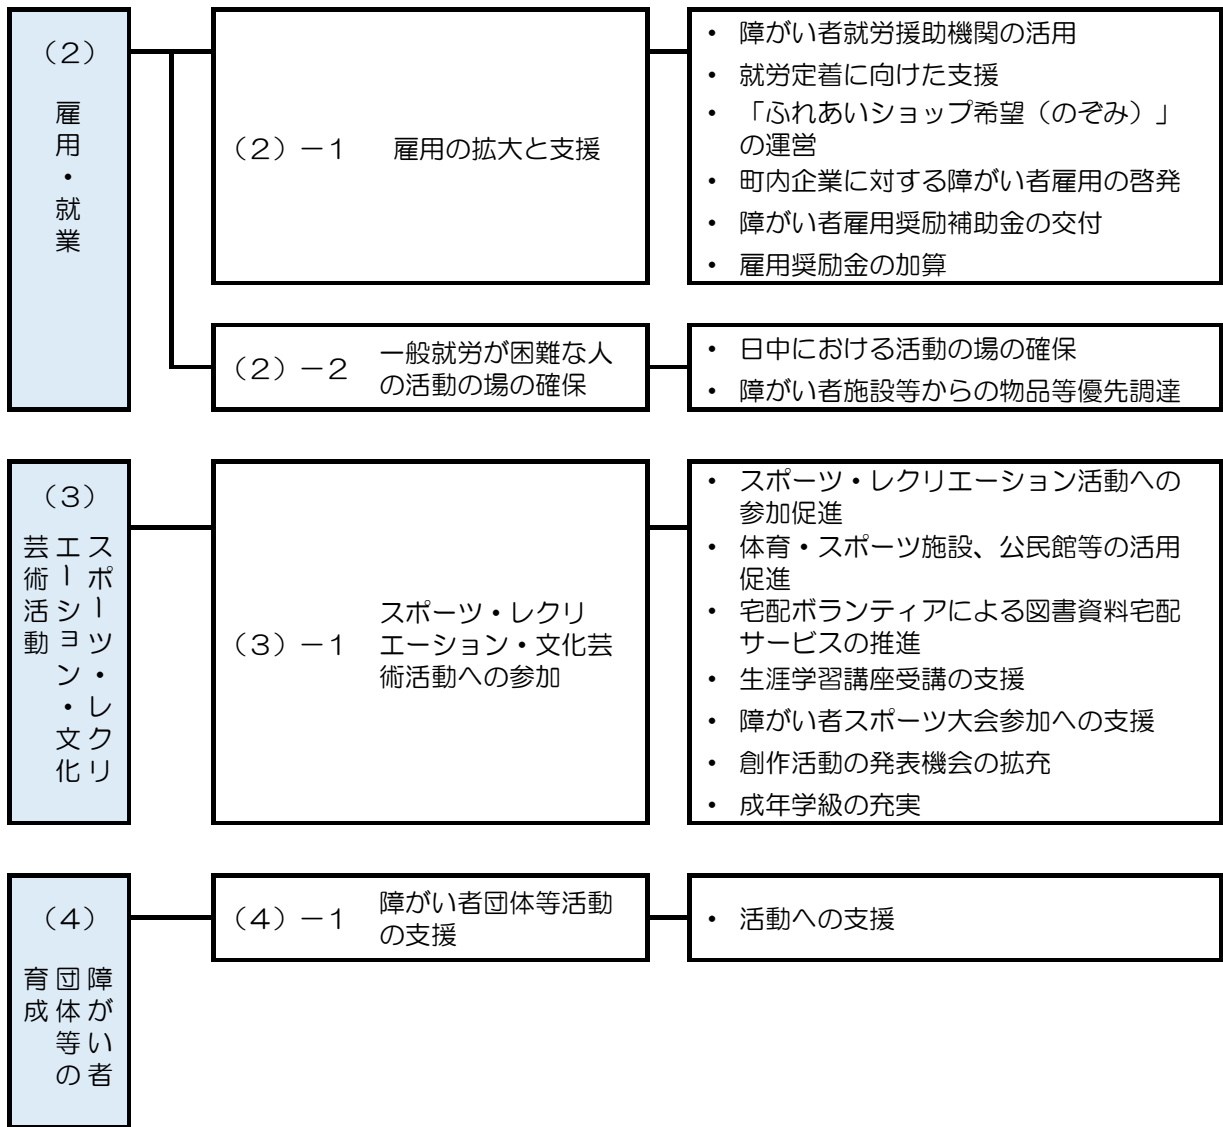 （２）
雇用・就業
（２）－１　雇用の拡大と支援
・ 障がい者就労援助機関の活用
・ 就労定着に向けた支援
・ 「ふれあいショップ希望（のぞみ）」
の運営
・ 町内企業に対する障がい者雇用の啓発
・ 障がい者雇用奨励補助金の交付
・ 雇用奨励金の加算
（２）－２　一般就労が困難な人
の活動の場の確保
・ 日中における活動の場の確保
・ 障がい者施設等からの物品等優先調達
（３）
スポーツ・レクリ
エーション・文化
芸術活動
（３）－１　スポーツ・レクリ
エーション・文化芸
術活動への参加
・ スポーツ・レクリエーション活動への
参加促進
・ 体育・スポーツ施設、公民館等の活用
促進
・ 宅配ボランティアによる図書資料宅配
サービスの推進
・ 生涯学習講座受講の支援
・ 障がい者スポーツ大会参加への支援
・ 創作活動の発表機会の拡充
・ 成年学級の充実
（４）
障がい者
団体等の
育成
（４）－１　障がい者団体等活動
の支援
・ 活動への支援